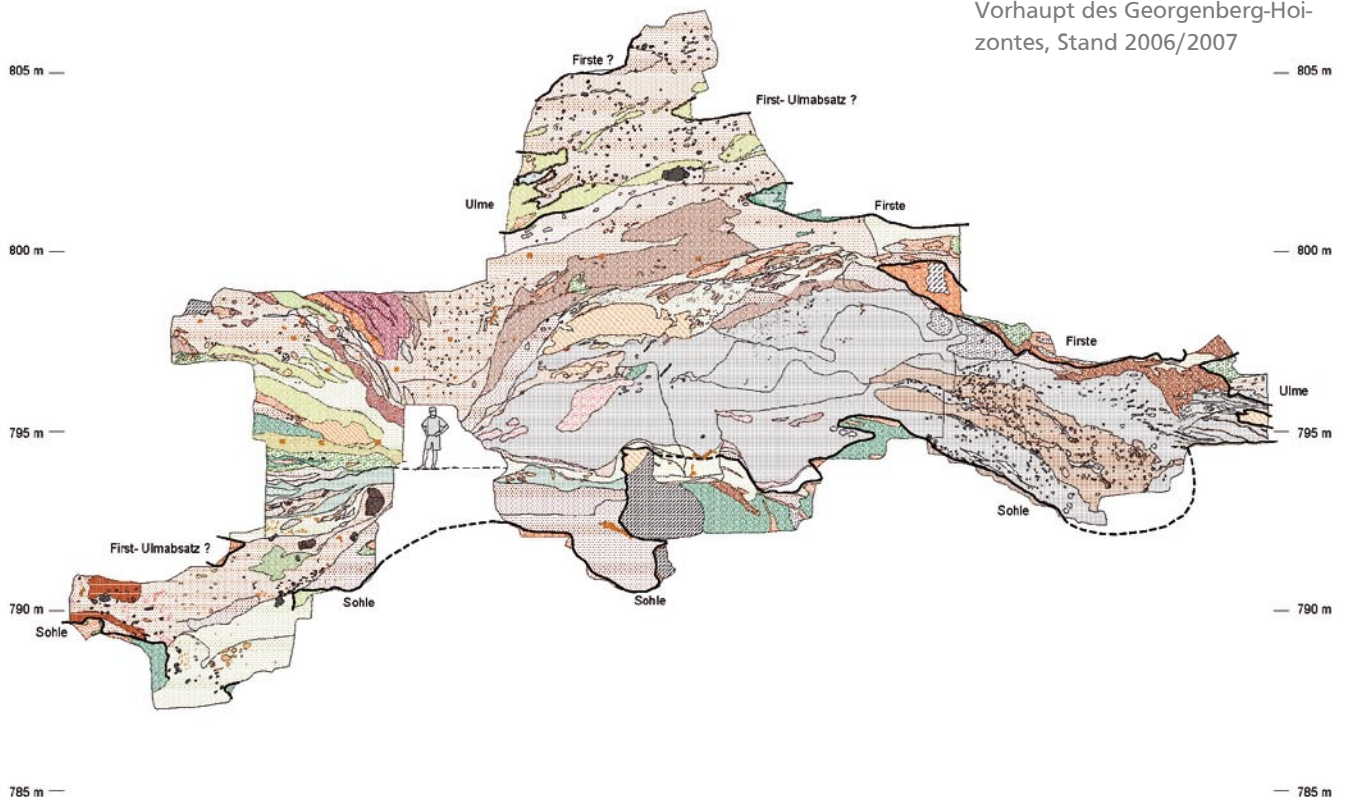 Vorhaupt des Georgenberg-Hoi-
zontes, Stand 2006/2007
Firste ?
805 m
805 m
First- Ulmabsatz ?
Ulme
Firste
800 m
800 m
Firste
Ulme
795 m
795 m
Sohle
First- Ulmabsatz ?
Sohle
Sohle
790 m
790 m
Sohle
785 m
785 m